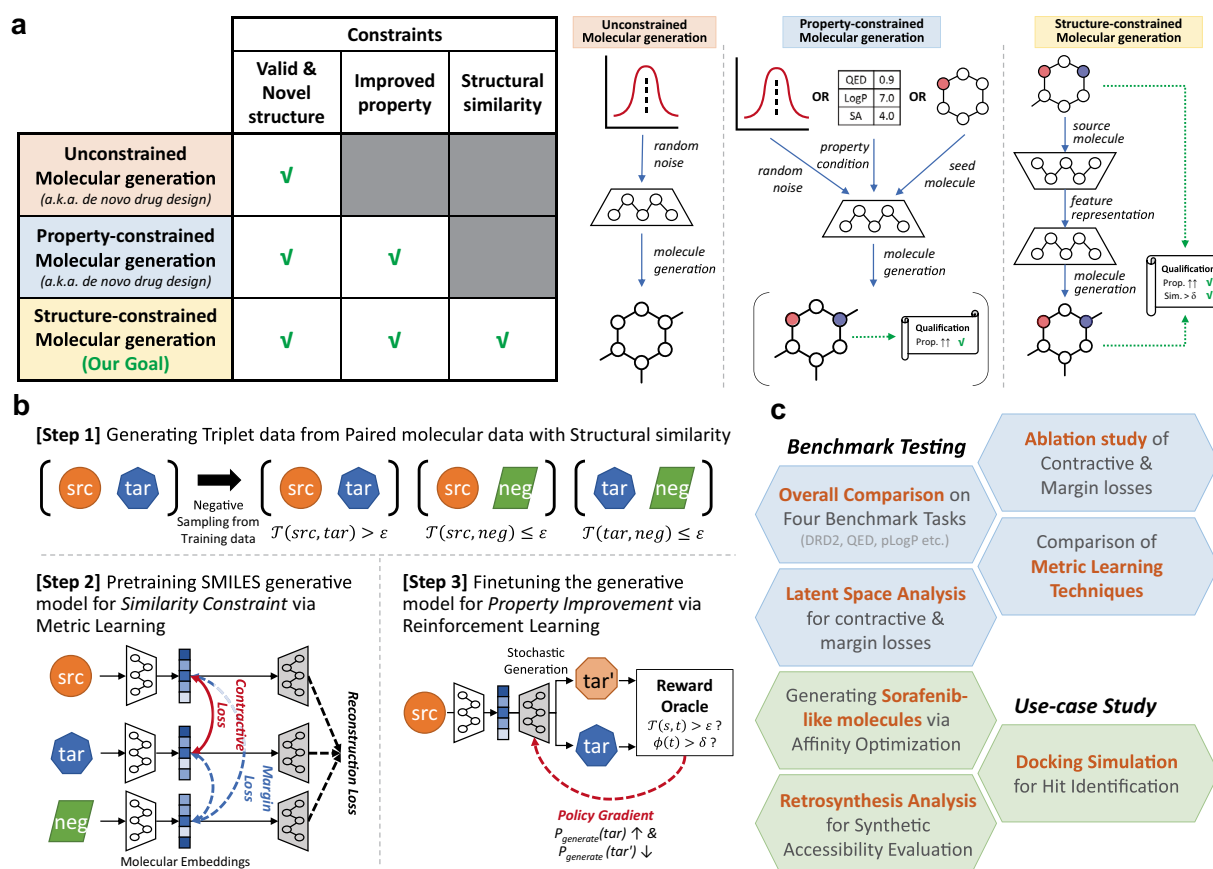 a
Constraints
Valid &
Novel
structure
Improved
property
Structural
similarity
Unconstrained
Molecular generation
(a.k.a. de novo drug design)
√
Property-constrained
Molecular generation
(a.k.a. de novo drug design)
√
√
Structure-constrained
Molecular generation
(Our Goal)
√
√
√
Unconstrained
Molecular generation
random
noise
molecule
generation
Property-constrained
Molecular generation
OR
QED 0.9
LogP 7.0
SA 4.0
OR
random
noise
property
condition
seed
molecule
molecule
generation
Qualification
Prop. ↑↑ √
Structure-constrained
Molecular generation
source
molecule
feature
representation
molecule
generation
Qualification
Prop. ↑↑ √
Sim. > δ √
b
[Step 1] Generating Triplet data from Paired molecular data with Structural similarity
src
tar
Negative
Sampling from
Training data
src
tar
𝒯(src, tar) > ε
src
neg
𝒯(src, neg) ≤ ε
tar
neg
𝒯(tar, neg) ≤ ε
[Step 2] Pretraining SMILES generative
model for Similarity Constraint via
Metric Learning
src
tar
neg
Contractive
Loss
Margin
Loss
Reconstruction Loss
Molecular Embeddings
[Step 3] Finetuning the generative
model for Property Improvement via
Reinforcement Learning
Stochastic
Generation
src
tar'
tar
Reward
Oracle
𝒯(s, t) > ε ?
ϕ(t) > δ ?
Policy Gradient
Pgenerate(tar) ↑ &
Pgenerate(tar') ↓
c
Benchmark Testing
Overall Comparison on
Four Benchmark Tasks
(DRD2, QED, pLogP etc.)
Ablation study of
Contractive &
Margin losses
Latent Space Analysis
for contractive &
margin losses
Comparison of
Metric Learning
Techniques
Generating Sorafenib-
like molecules via
Affinity Optimization
Use-case Study
Docking Simulation
for Hit Identification
Retrosynthesis Analysis
for Synthetic
Accessibility Evaluation